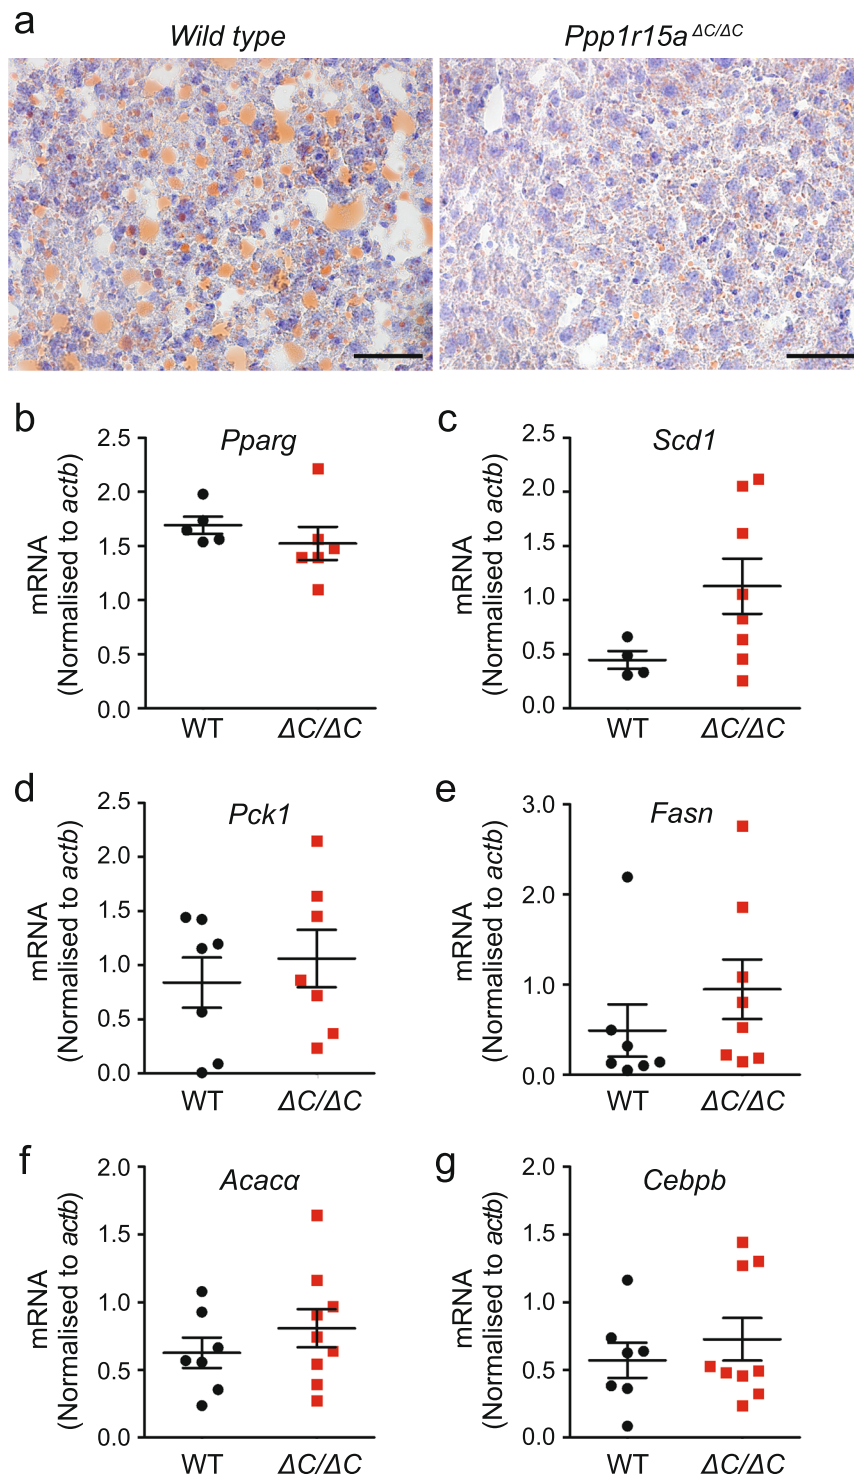 a
Wild type
Ppp1r15a ΔC/ΔC
b
Pparg
mRNA
(Normalised to actb)
2.5
2.0
1.5
1.0
0.5
0.0
WT
ΔC/ΔC
c
Scd1
mRNA
(Normalised to actb)
2.5
2.0
1.5
1.0
0.5
0.0
WT
ΔC/ΔC
d
Pck1
mRNA
(Normalised to actb)
2.5
2.0
1.5
1.0
0.5
0.0
WT
ΔC/ΔC
e
Fasn
mRNA
(Normalised to actb)
3.0
2.0
1.0
0.0
WT
ΔC/ΔC
f
Acacα
mRNA
(Normalised to actb)
2.0
1.5
1.0
0.5
0.0
WT
ΔC/ΔC
g
Cebpb
mRNA
(Normalised to actb)
2.0
1.5
1.0
0.5
0.0
WT
ΔC/ΔC